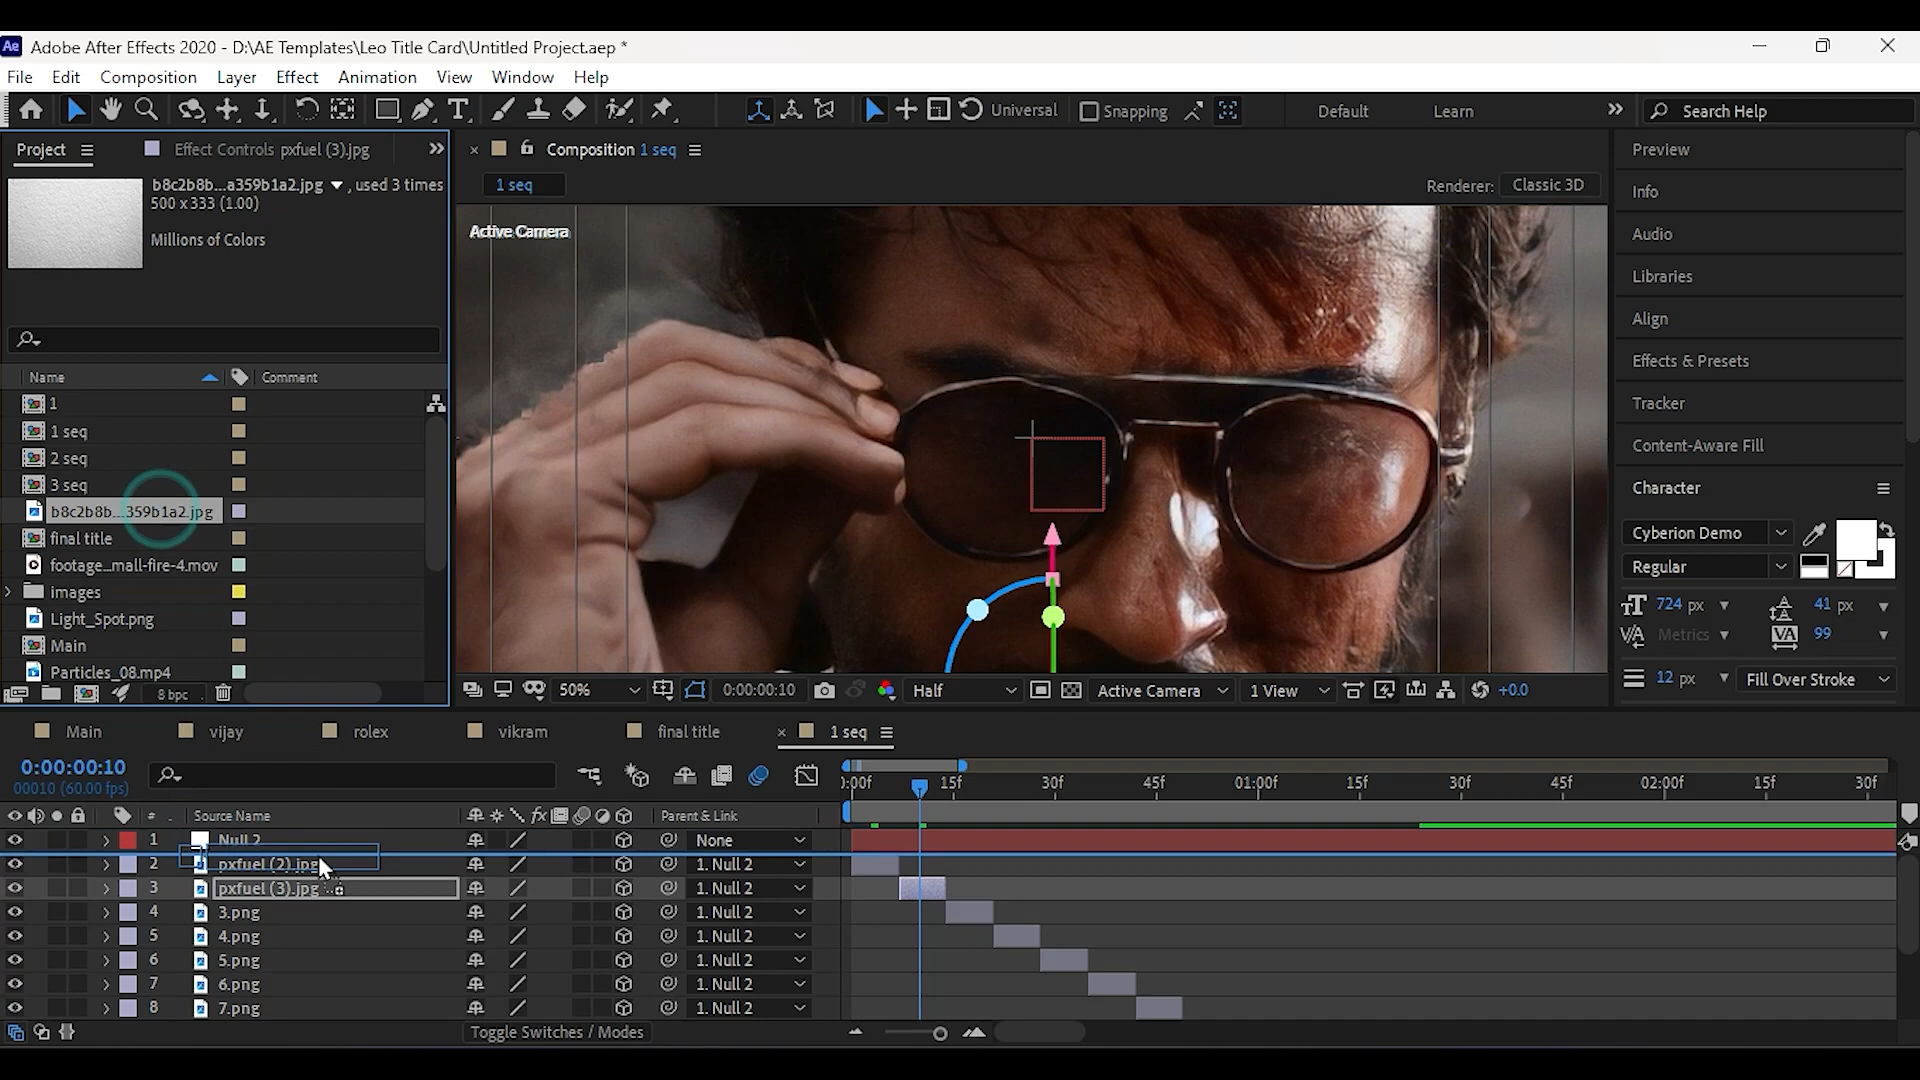 Ae Adobe After Effects 2020 - D:\AE Templates\Leo Title Card\Untitled Project.aep *
File Edit Composition Layer Effect Animation View Window Help
T Universal Snapping Default Learn Search Help
Project Effect Controls pxfuel (3).jpg Composition 1 seq
b8c2b8b...a359b1a2.jpg , used 3 times
500 x 333 (1.00)
Millions of Colors
1 seq
Renderer: Classic 3D
Active Camera
Name Comment
1
1 seq
2 seq
3 seq
b8c2b8b...359b1a2.jpg
final title
footage...mall-fire-4.mov
images
Light_Spot.png
Main
Particles_08.mp4
8 bpc
50% 0:00:00:10 Half Active Camera 1 View +0.0
Preview
Info
Audio
Libraries
Align
Effects & Presets
Tracker
Content-Aware Fill
Character
Cyberion Demo
Regular
724 px 41 px
Metrics 99
12 px Fill Over Stroke
Main vijay rolex vikram final title 1 seq
0:00:00:10
00010 (60.00 fps)
):00f 15f 30f 45f 01:00f 15f 30f 45f 02:00f 15f 30f
# Source Name fx Parent & Link
1 Null 2 None
2 pxfuel (2).jpg 1. Null 2
3 pxfuel (3).jpg 1. Null 2
4 3.png 1. Null 2
5 4.png 1. Null 2
6 5.png 1. Null 2
7 6.png 1. Null 2
8 7.png 1. Null 2
Toggle Switches / Modes